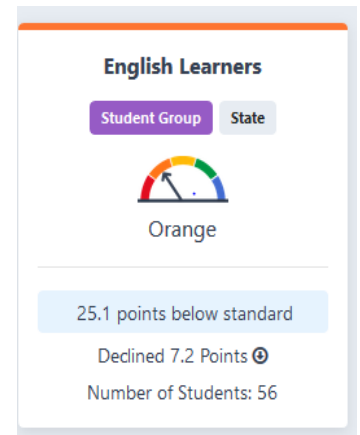 English Learners
Student Group State
Orange
25.1 points below standard
Declined 7.2 Points
Number of Students: 56